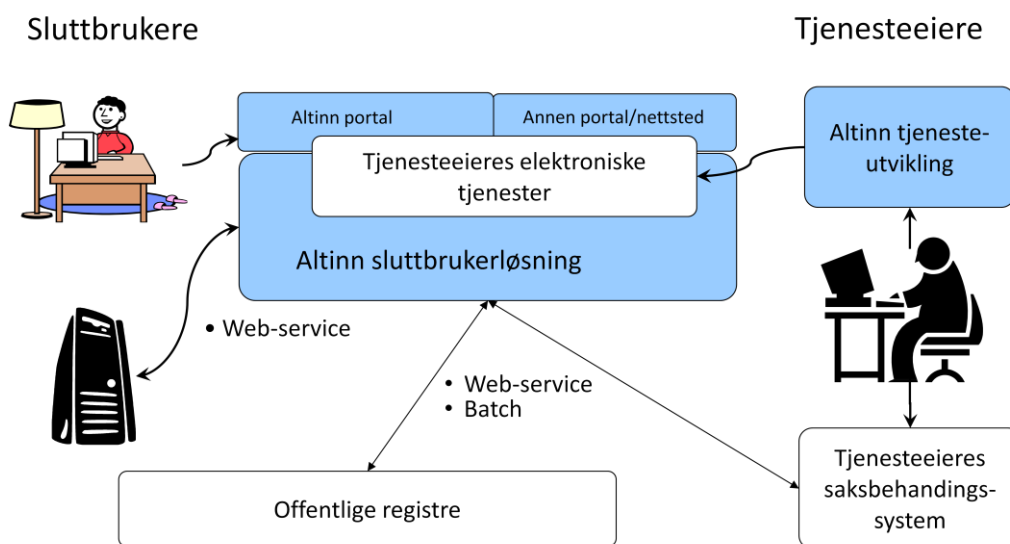 Sluttbrukere
Tjenesteeiere
Altinn portal
Annen portal/nettsted
Tjenesteeieres elektroniske
tjenester
Altinn tjeneste-
utvikling
Altinn sluttbrukerløsning
• Web-service
• Web-service
• Batch
Offentlige registre
Tjenesteeieres
saksbehandings-
system